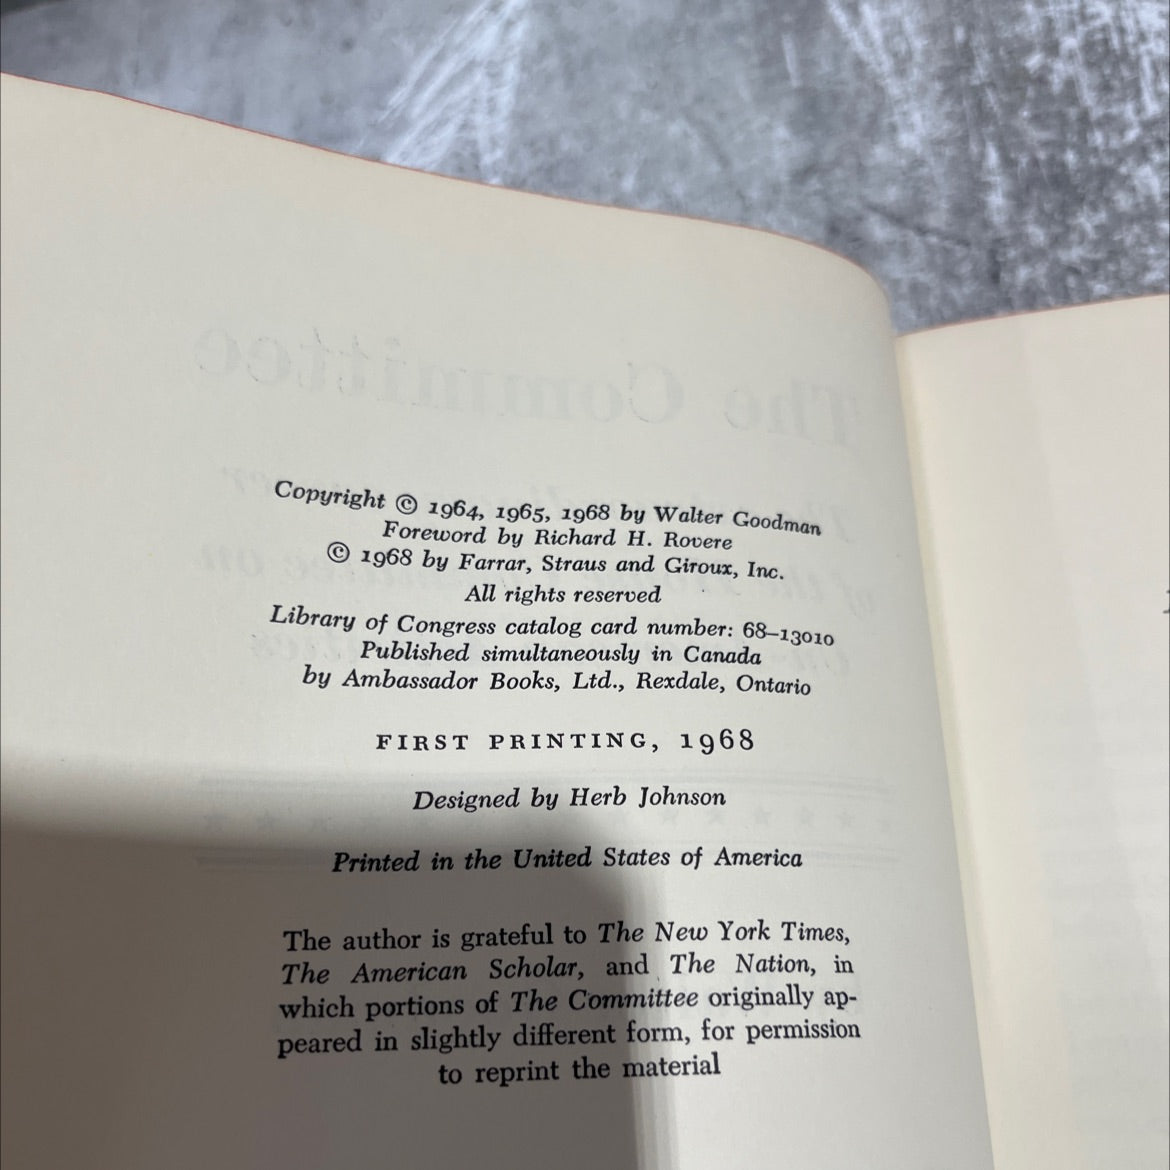 Copyright © 1964, 1965, 1968 by Walter Goodman
Foreword by Richard H. Rovere
© 1968 by Farrar, Straus and Giroux, Inc.
All rights reserved
Library of Congress catalog card number: 68–13010
Published simultaneously in Canada
by Ambassador Books, Ltd., Rexdale, Ontario
FIRST PRINTING, 1968
Designed by Herb Johnson
Printed in the United States of America
The author is grateful to The New York Times,
The American Scholar, and The Nation, in
which portions of The Committee originally ap-
peared in slightly different form, for permission
to reprint the material